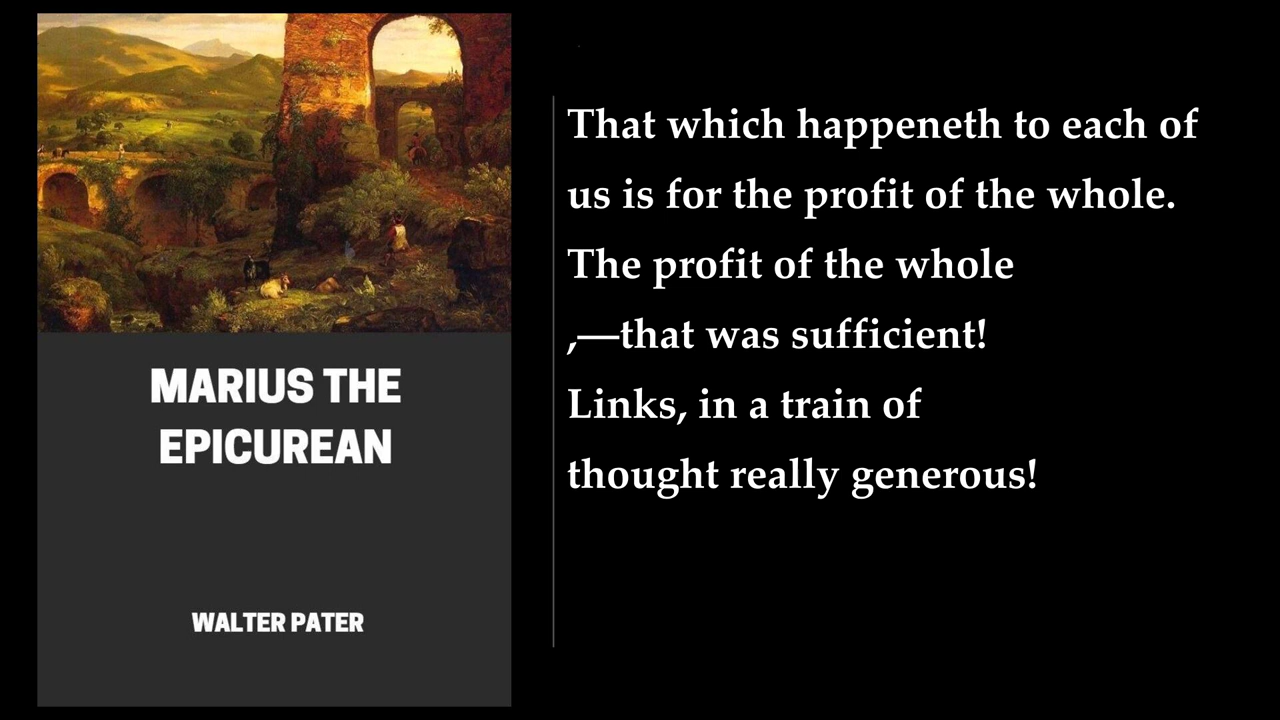 MARIUS THE
EPICUREAN
WALTER PATER
That which happeneth to each of
us is for the profit of the whole.
The profit of the whole
,—that was sufficient!
Links, in a train of
thought really generous!